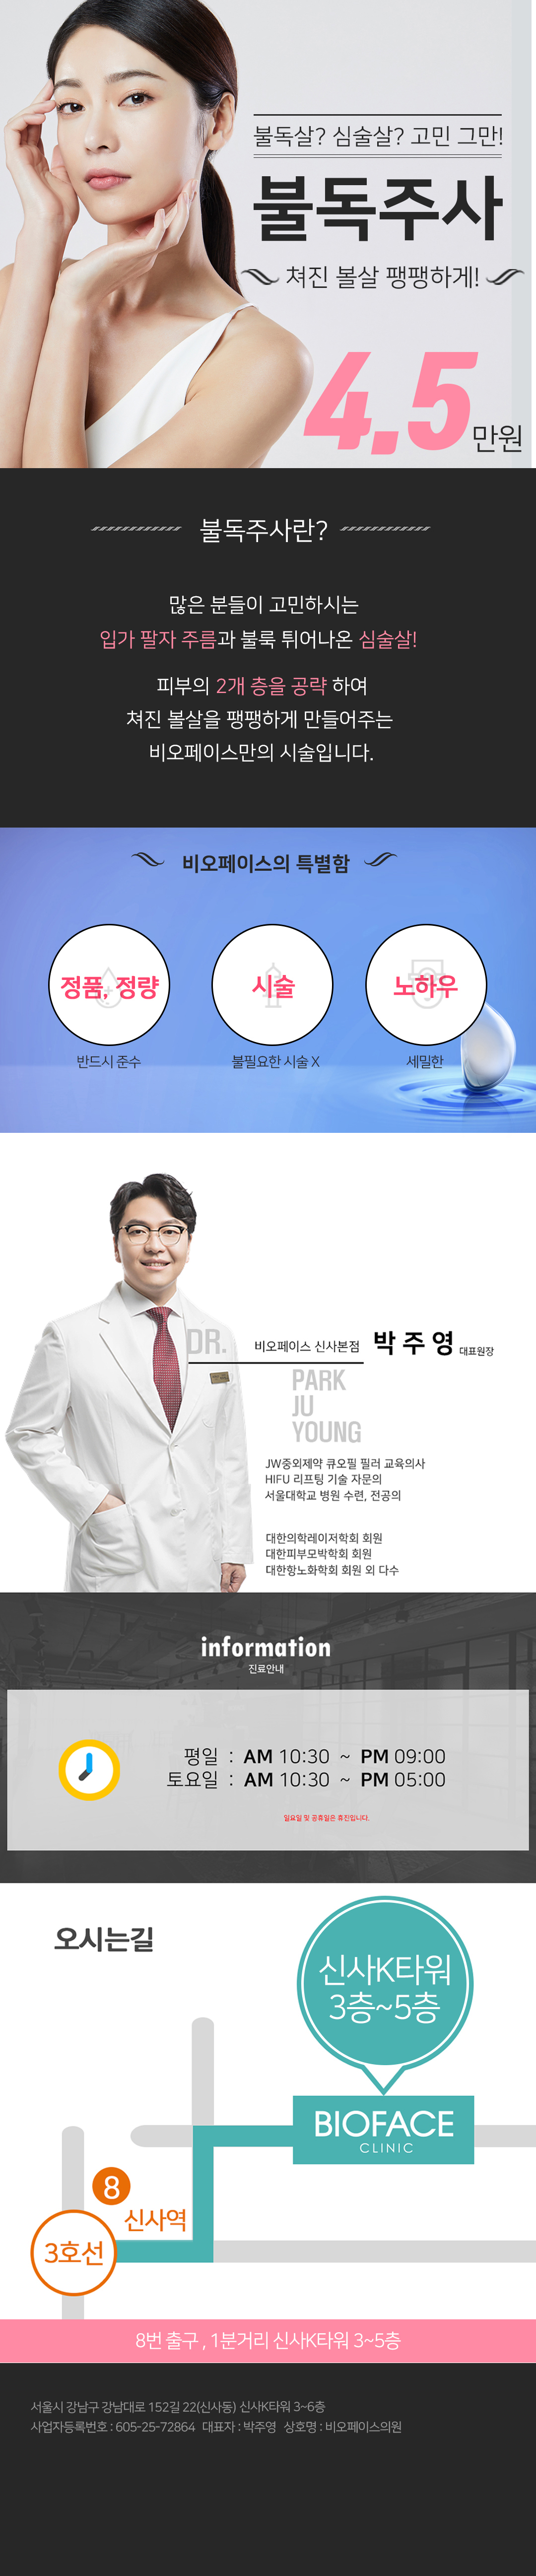 불독살? 심술살? 고민 그만!
불독주사
쳐진 볼살 팽팽하게!
4.5만원
불독주사란?
많은 분들이 고민하시는
입가 팔자 주름과 불룩 튀어나온 심술살!
피부의 2개 층을 공략 하여
쳐진 볼살을 팽팽하게 만들어주는
비오페이스만의 시술입니다.
비오페이스의 특별함
정품, 정량
시술
노하우
반드시 준수
불필요한 시술 X
세밀한
DR.
비오페이스 신사본점 박 주 영 대표원장
PARK
JU
YOUNG
JW중외제약 큐오필 필러 교육의사
HIFU 리프팅 기술 자문의
서울대학교 병원 수련, 전공의
대한의학레이저학회 회원
대한피부모박학회 회원
대한항노화학회 회원 외 다수
information
진료안내
평일 : AM 10:30 ~ PM 09:00
토요일 : AM 10:30 ~ PM 05:00
일요일 및 공휴일은 휴진입니다.
오시는길
신사K타워
3층~5층
BIOFACE
CLINIC
8
신사역
3호선
8번 출구 , 1분거리 신사K타워 3~5층
서울시 강남구 강남대로 152길 22(신사동) 신사K타워 3~6층
사업자등록번호 : 605-25-72864 대표자 : 박주영 상호명 : 비오페이스의원